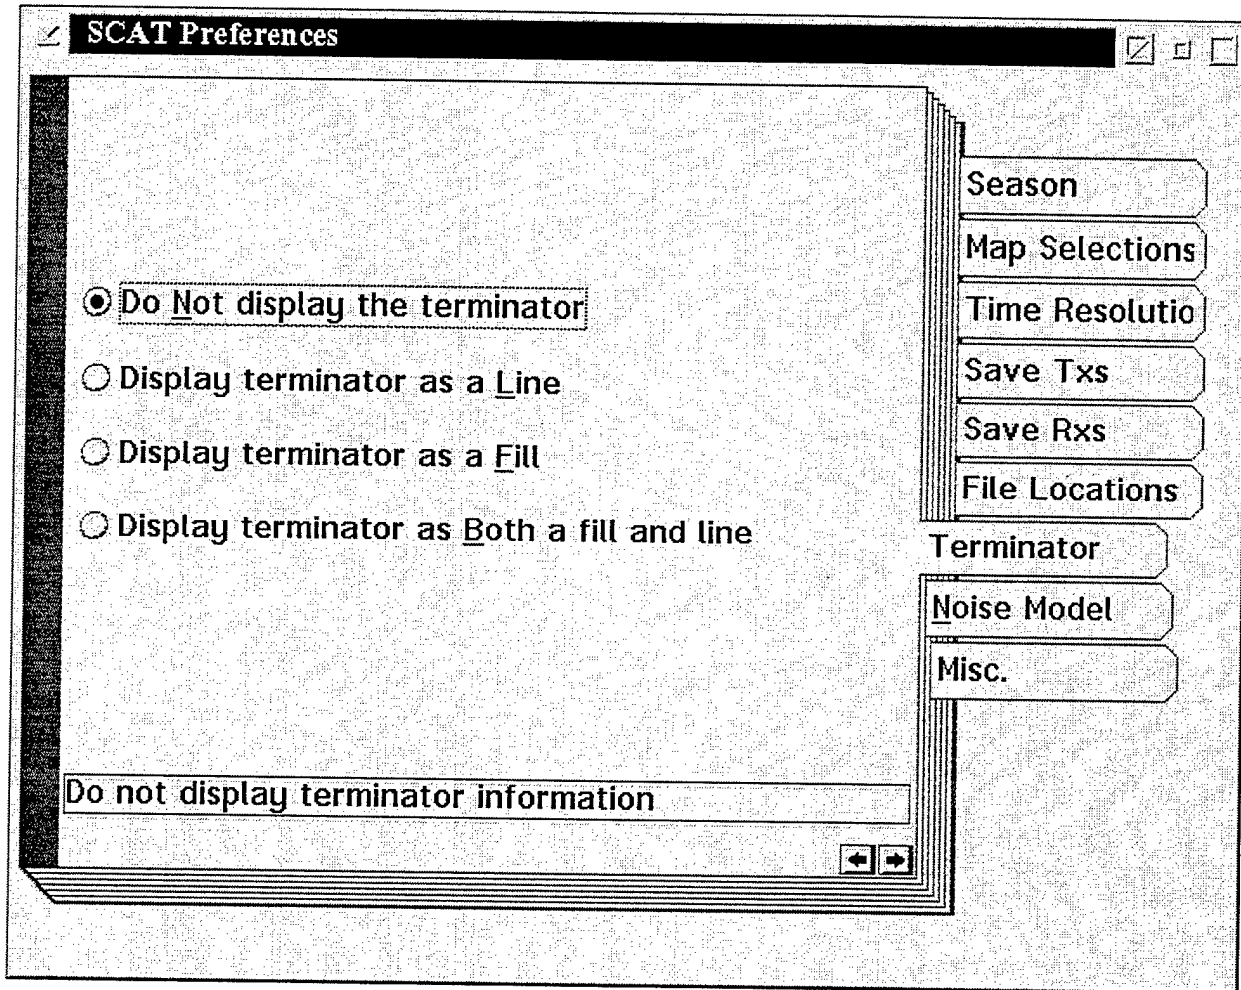 SCAT Preferences
Season
Map Selections
Time Resolutio
Save Txs
Save Rxs
File Locations
Terminator
Noise Model
Misc.
Do Not display the terminator
Display terminator as a Line
Display terminator as a Fill
Display terminator as Both a fill and line
Do not display terminator information